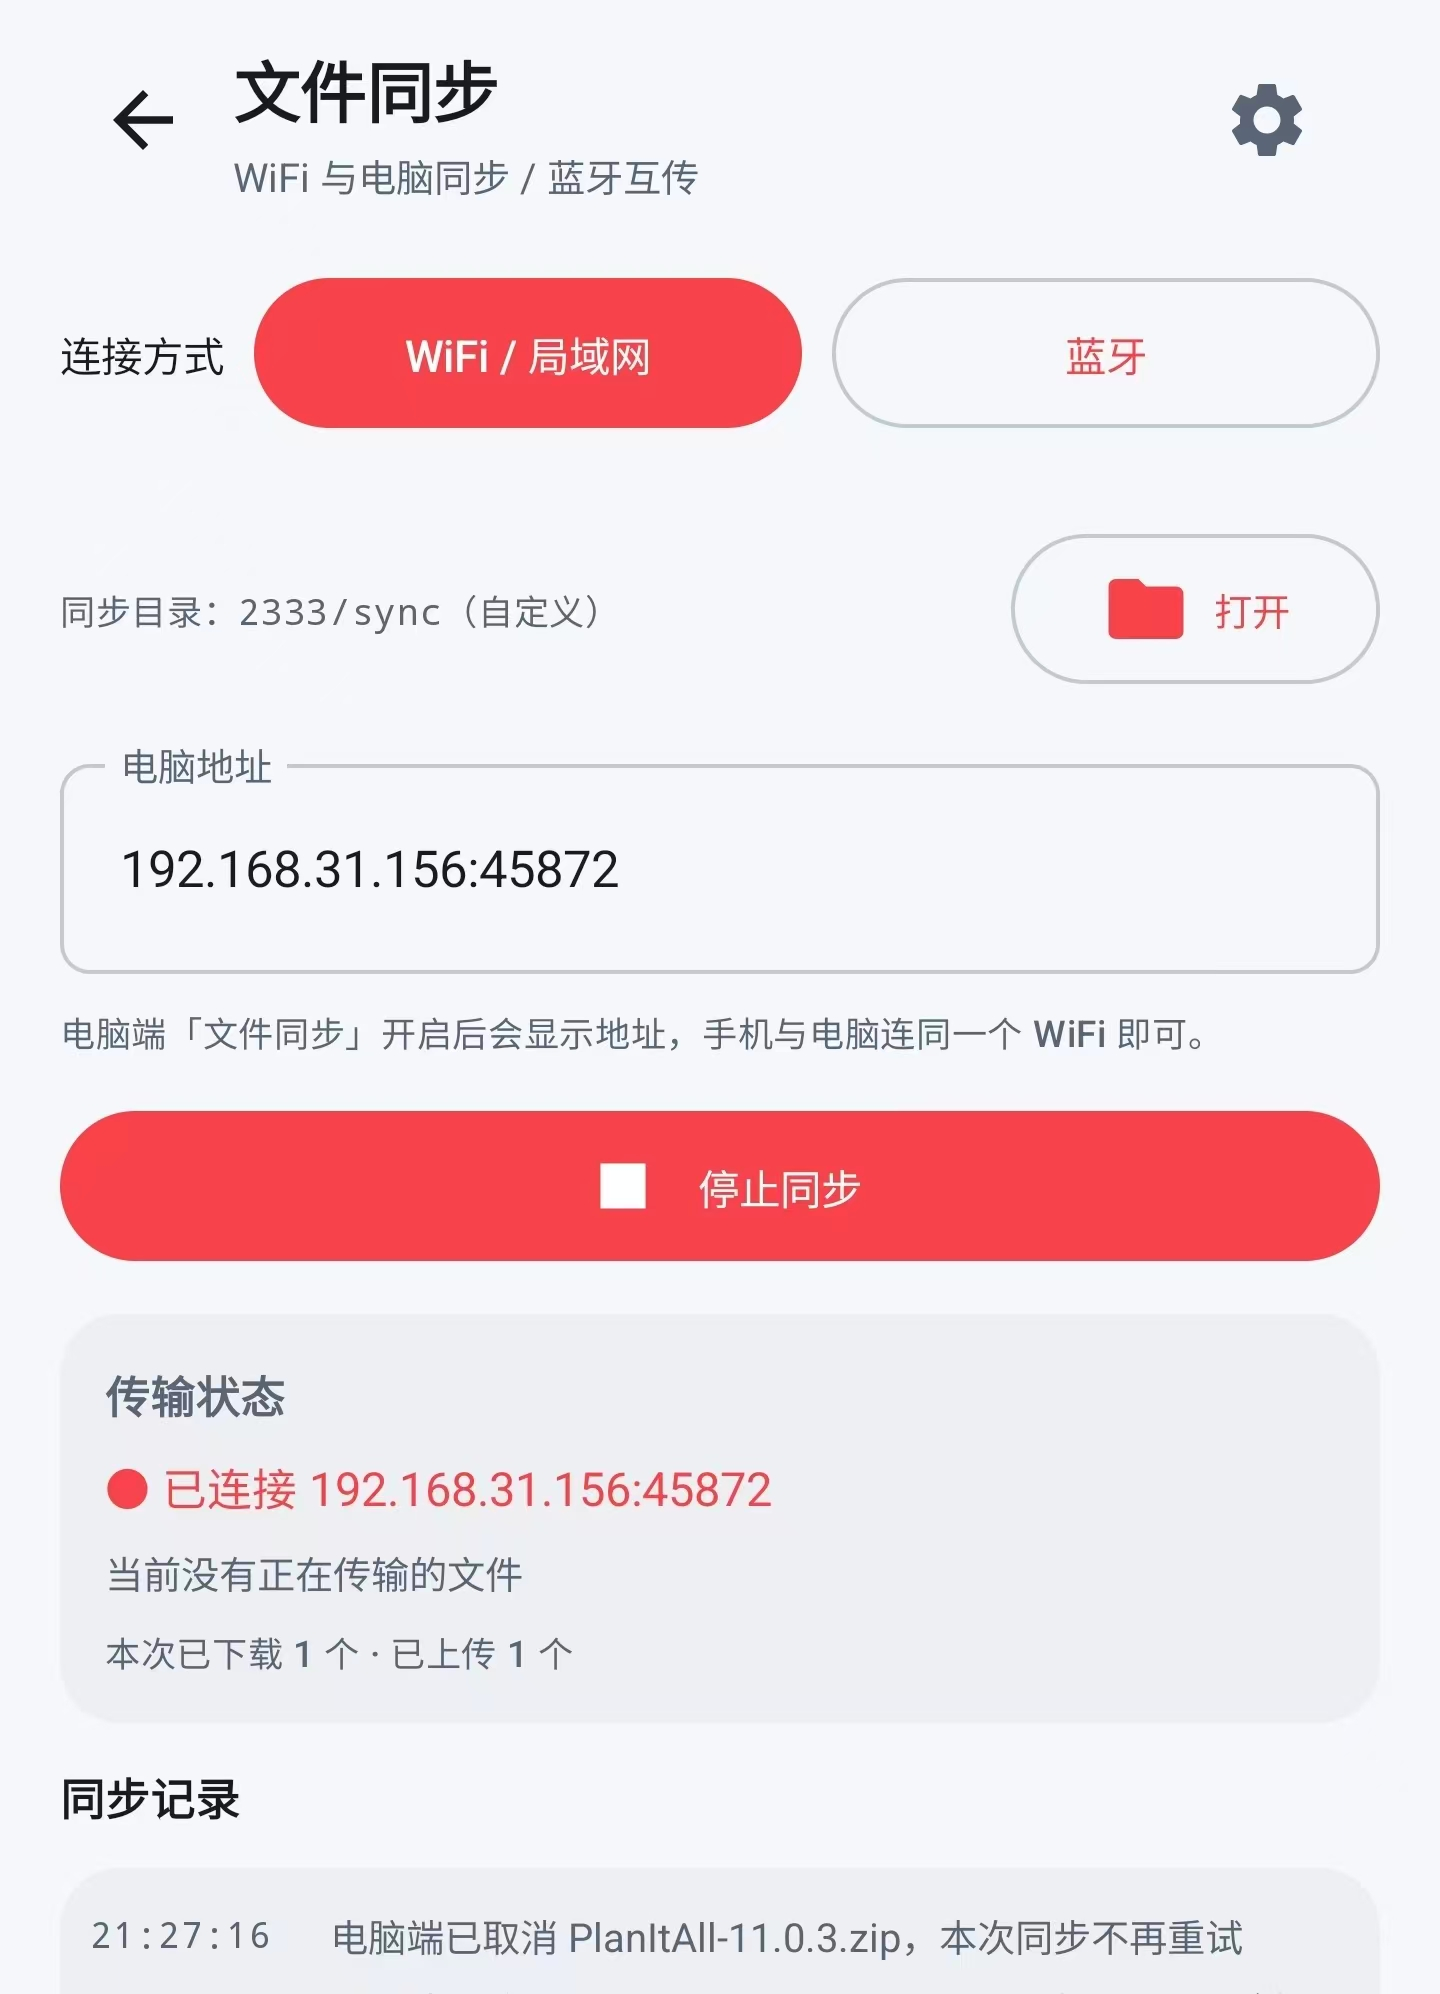 文件同步
WiFi 与电脑同步 / 蓝牙互传
连接方式
WiFi / 局域网
蓝牙
同步目录：2333/sync（自定义）
打开
电脑地址
192.168.31.156:45872
电脑端「文件同步」开启后会显示地址，手机与电脑连同一个 WiFi 即可。
停止同步
传输状态
已连接 192.168.31.156:45872
当前没有正在传输的文件
本次已下载 1 个 · 已上传 1 个
同步记录
21:27:16 电脑端已取消 PlanItAll-11.0.3.zip，本次同步不再重试